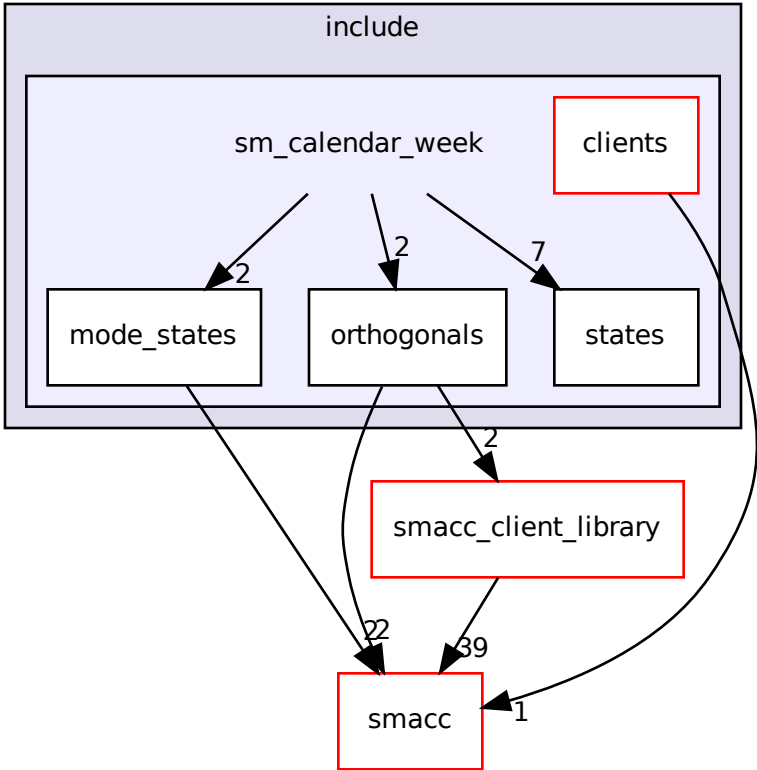 include
sm_calendar_week
clients
2
2
7
mode_states
orthogonals
states
2
smacc_client_library
2
2
39
smacc
1